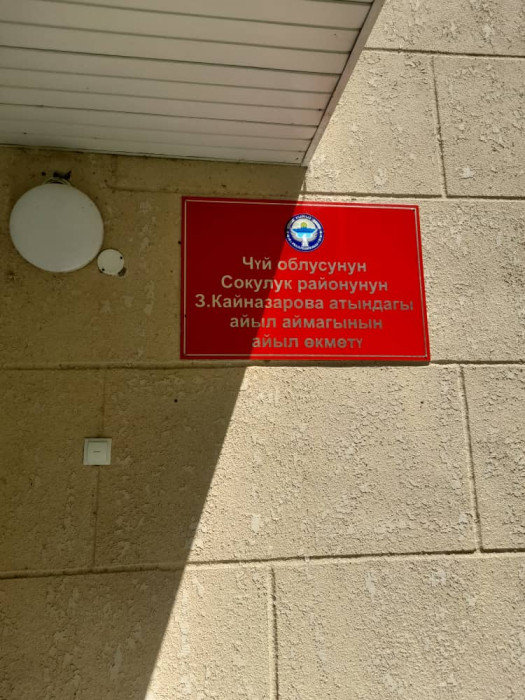 Чүй облусунун
Сокулук районунун
З.Кайназарова атындагы
айыл аймагынын
айыл өкмөтү